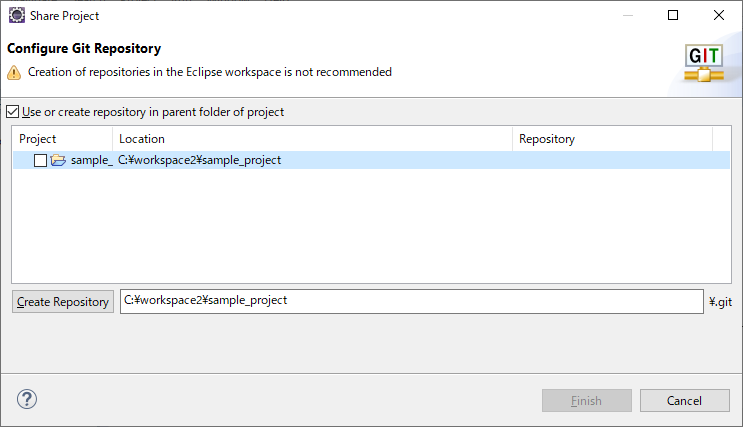 Share Project
Configure Git Repository
Creation of repositories in the Eclipse workspace is not recommended
GIT
Use or create repository in parent folder of project
Project Location Repository
sample_ C:¥workspace2¥sample_project
Create Repository C:¥workspace2¥sample_project ¥.git
Finish Cancel